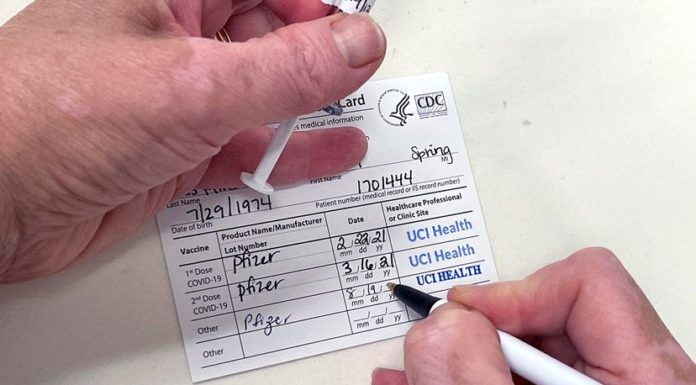 Card
CDC
medical information
Spring
Last Name First Name MI
7/29/1974 1701444
Date of birth Patient number (medical record or IIS record number)
Vaccine Product Name/Manufacturer Lot Number Date Healthcare Professional or Clinic Site
1st Dose COVID-19 Pfizer 2 22 21 mm dd yy UCI Health
2nd Dose COVID-19 Pfizer 3 16 21 mm dd yy UCI Health
Other Pfizer 8 19 mm dd yy UCI HEALTH
Other mm dd yy